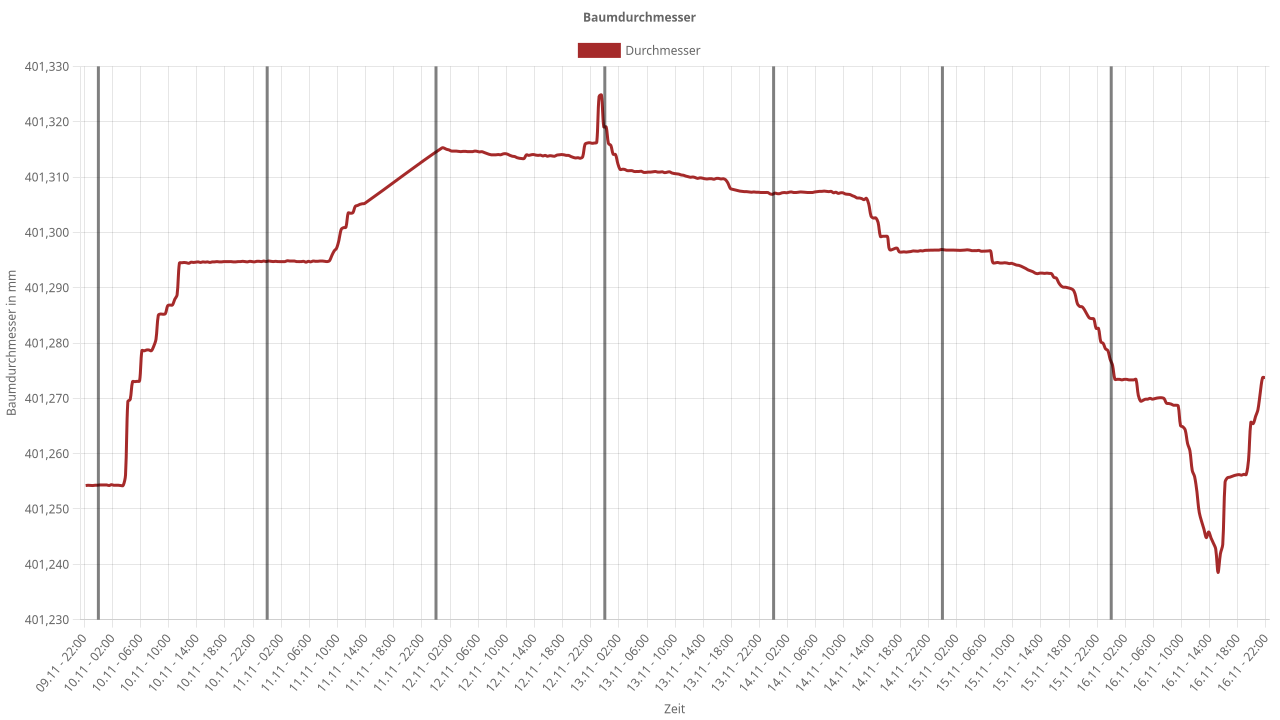 Baumdurchmesser
Durchmesser
401,330
401,320
401,310
401,300
401,290
401,280
401,270
401,260
401,250
401,240
401,230
Baumdurchmesser in mm
09.11 - 22:00
10.11 - 02:00
10.11 - 06:00
10.11 - 10:00
10.11 - 14:00
10.11 - 18:00
10.11 - 22:00
11.11 - 02:00
11.11 - 06:00
11.11 - 10:00
11.11 - 14:00
11.11 - 18:00
11.11 - 22:00
12.11 - 02:00
12.11 - 06:00
12.11 - 10:00
12.11 - 14:00
12.11 - 18:00
12.11 - 22:00
13.11 - 02:00
13.11 - 06:00
13.11 - 10:00
13.11 - 14:00
13.11 - 18:00
13.11 - 22:00
14.11 - 02:00
14.11 - 06:00
14.11 - 10:00
14.11 - 14:00
14.11 - 18:00
14.11 - 22:00
15.11 - 02:00
15.11 - 06:00
15.11 - 10:00
15.11 - 14:00
15.11 - 18:00
15.11 - 22:00
16.11 - 02:00
16.11 - 06:00
16.11 - 10:00
16.11 - 14:00
16.11 - 18:00
16.11 - 22:00
Zeit